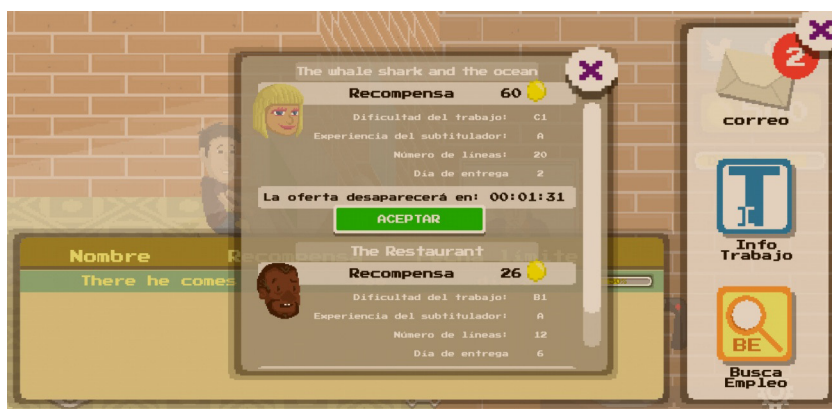 The whale shark and the ocean
Recompensa 60
Dificultad del trabajo: C1
Experiencia del subtitulador: A
Número de líneas: 20
Dia de entrega 2
La oferta desaparecerá en: 00:01:31
ACEPTAR
The Restaurant
Recompensa 26
Dificultad del trabajo: B1
Experiencia del subtitulador: A
Número de líneas: 12
Dia de entrega 6
Nombre
There he comes
2
correo
T
Info
Trabajo
BE
Busca
Empleo